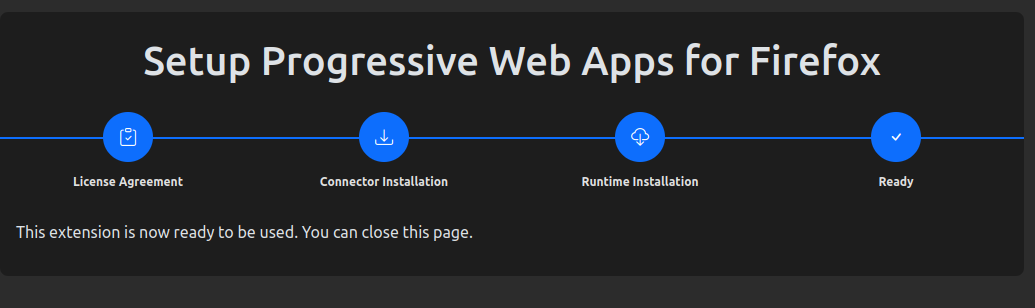 Setup Progressive Web Apps for Firefox
License Agreement
Connector Installation
Runtime Installation
Ready
This extension is now ready to be used. You can close this page.